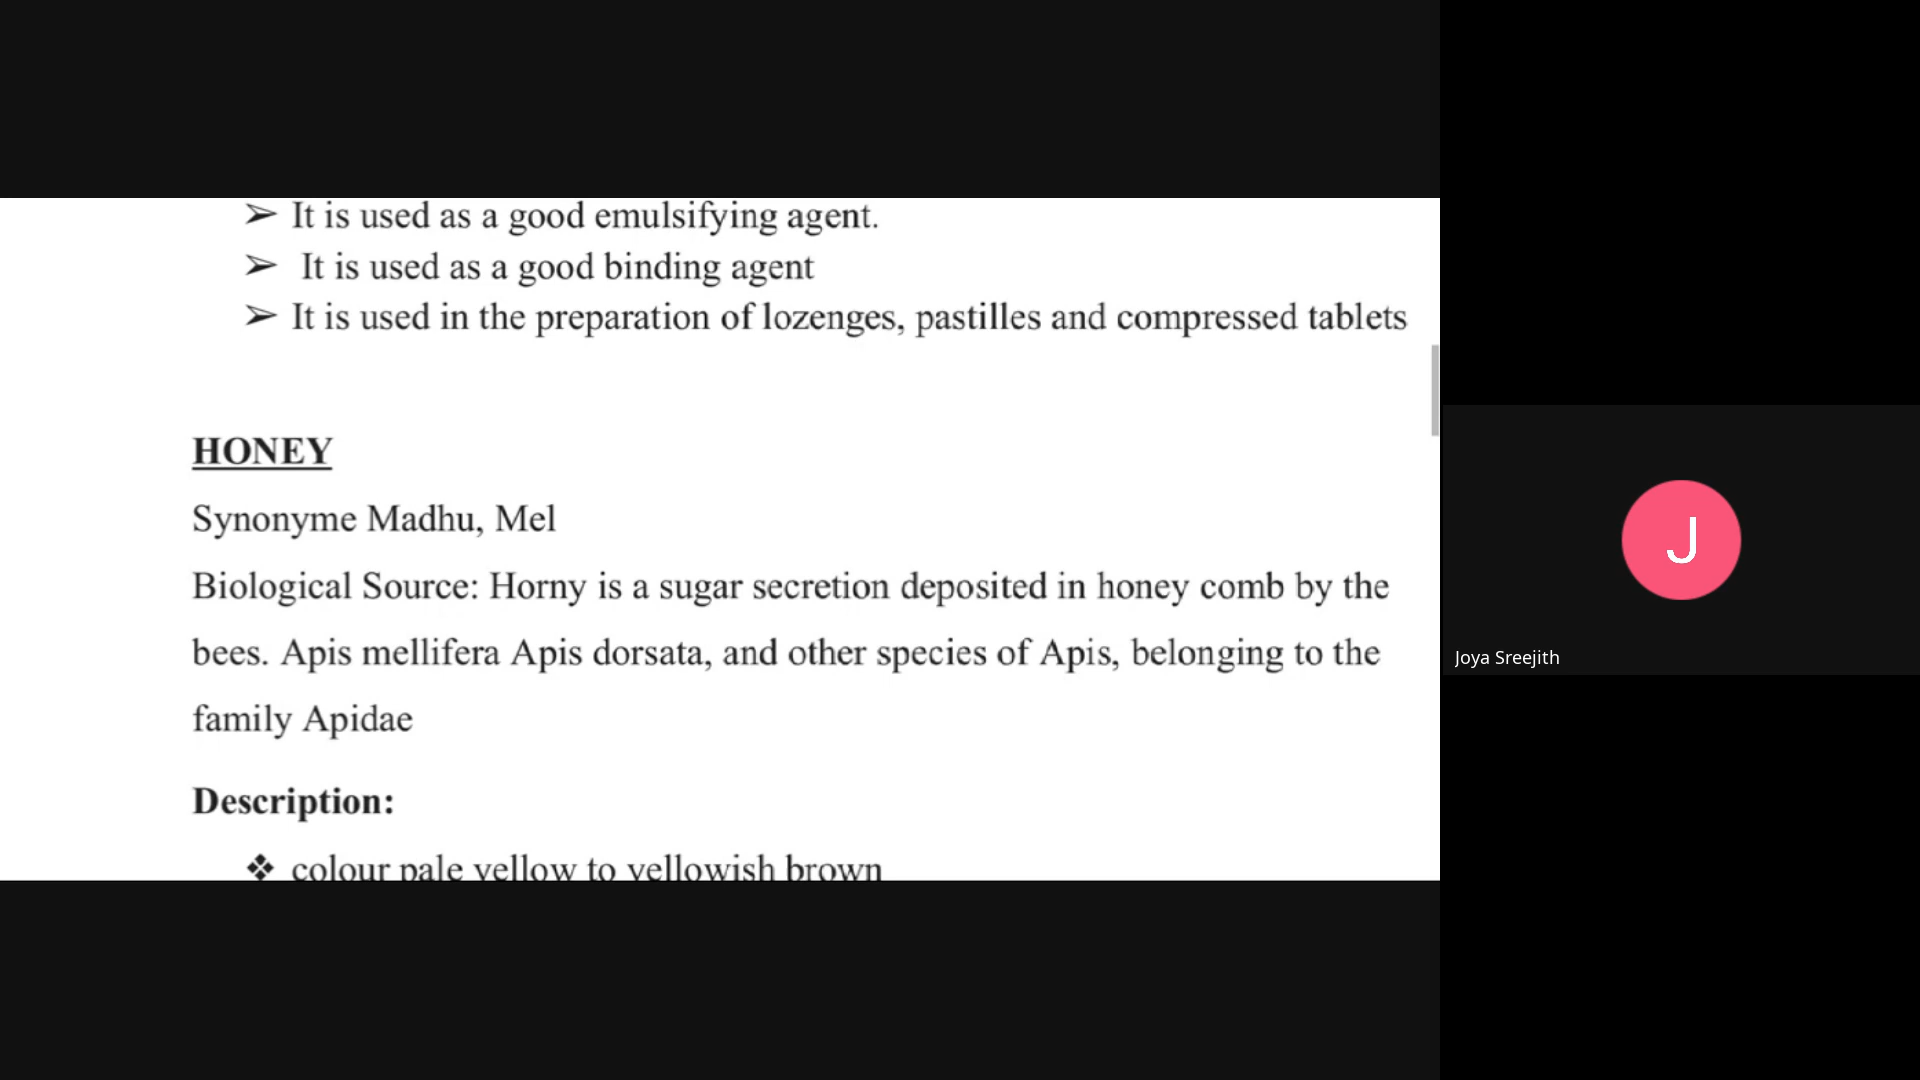 ➢ It is used as a good emulsifying agent.
➢ It is used as a good binding agent
➢ It is used in the preparation of lozenges, pastilles and compressed tablets
HONEY
Synonyme Madhu, Mel
Biological Source: Horny is a sugar secretion deposited in honey comb by the
bees. Apis mellifera Apis dorsata, and other species of Apis, belonging to the
family Apidae
Description:
❖ colour pale yellow to yellowish brown
J
Joya Sreejith